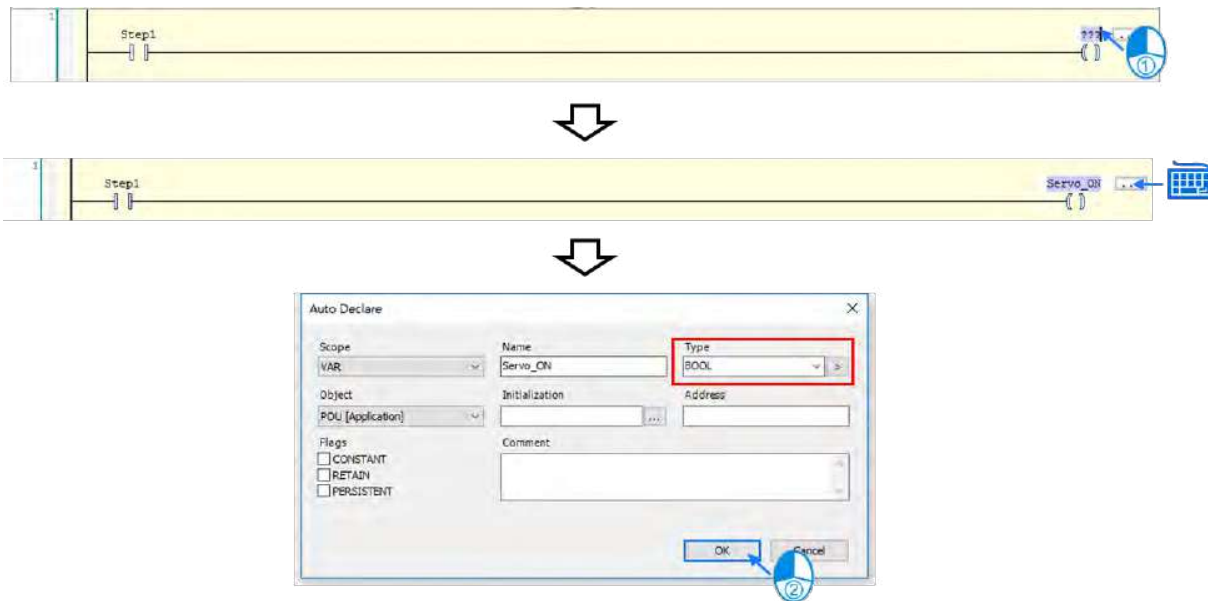 1
Step1
???
...
①
1
Step1
Servo_ON
...
Auto Declare
Scope
Name
Type
VAR
Servo_ON
BOOL
>
Object
Initialization
Address
POU [Application]
...
Flags
Comment
CONSTANT
RETAIN
PERSISTENT
OK
Cancel
②